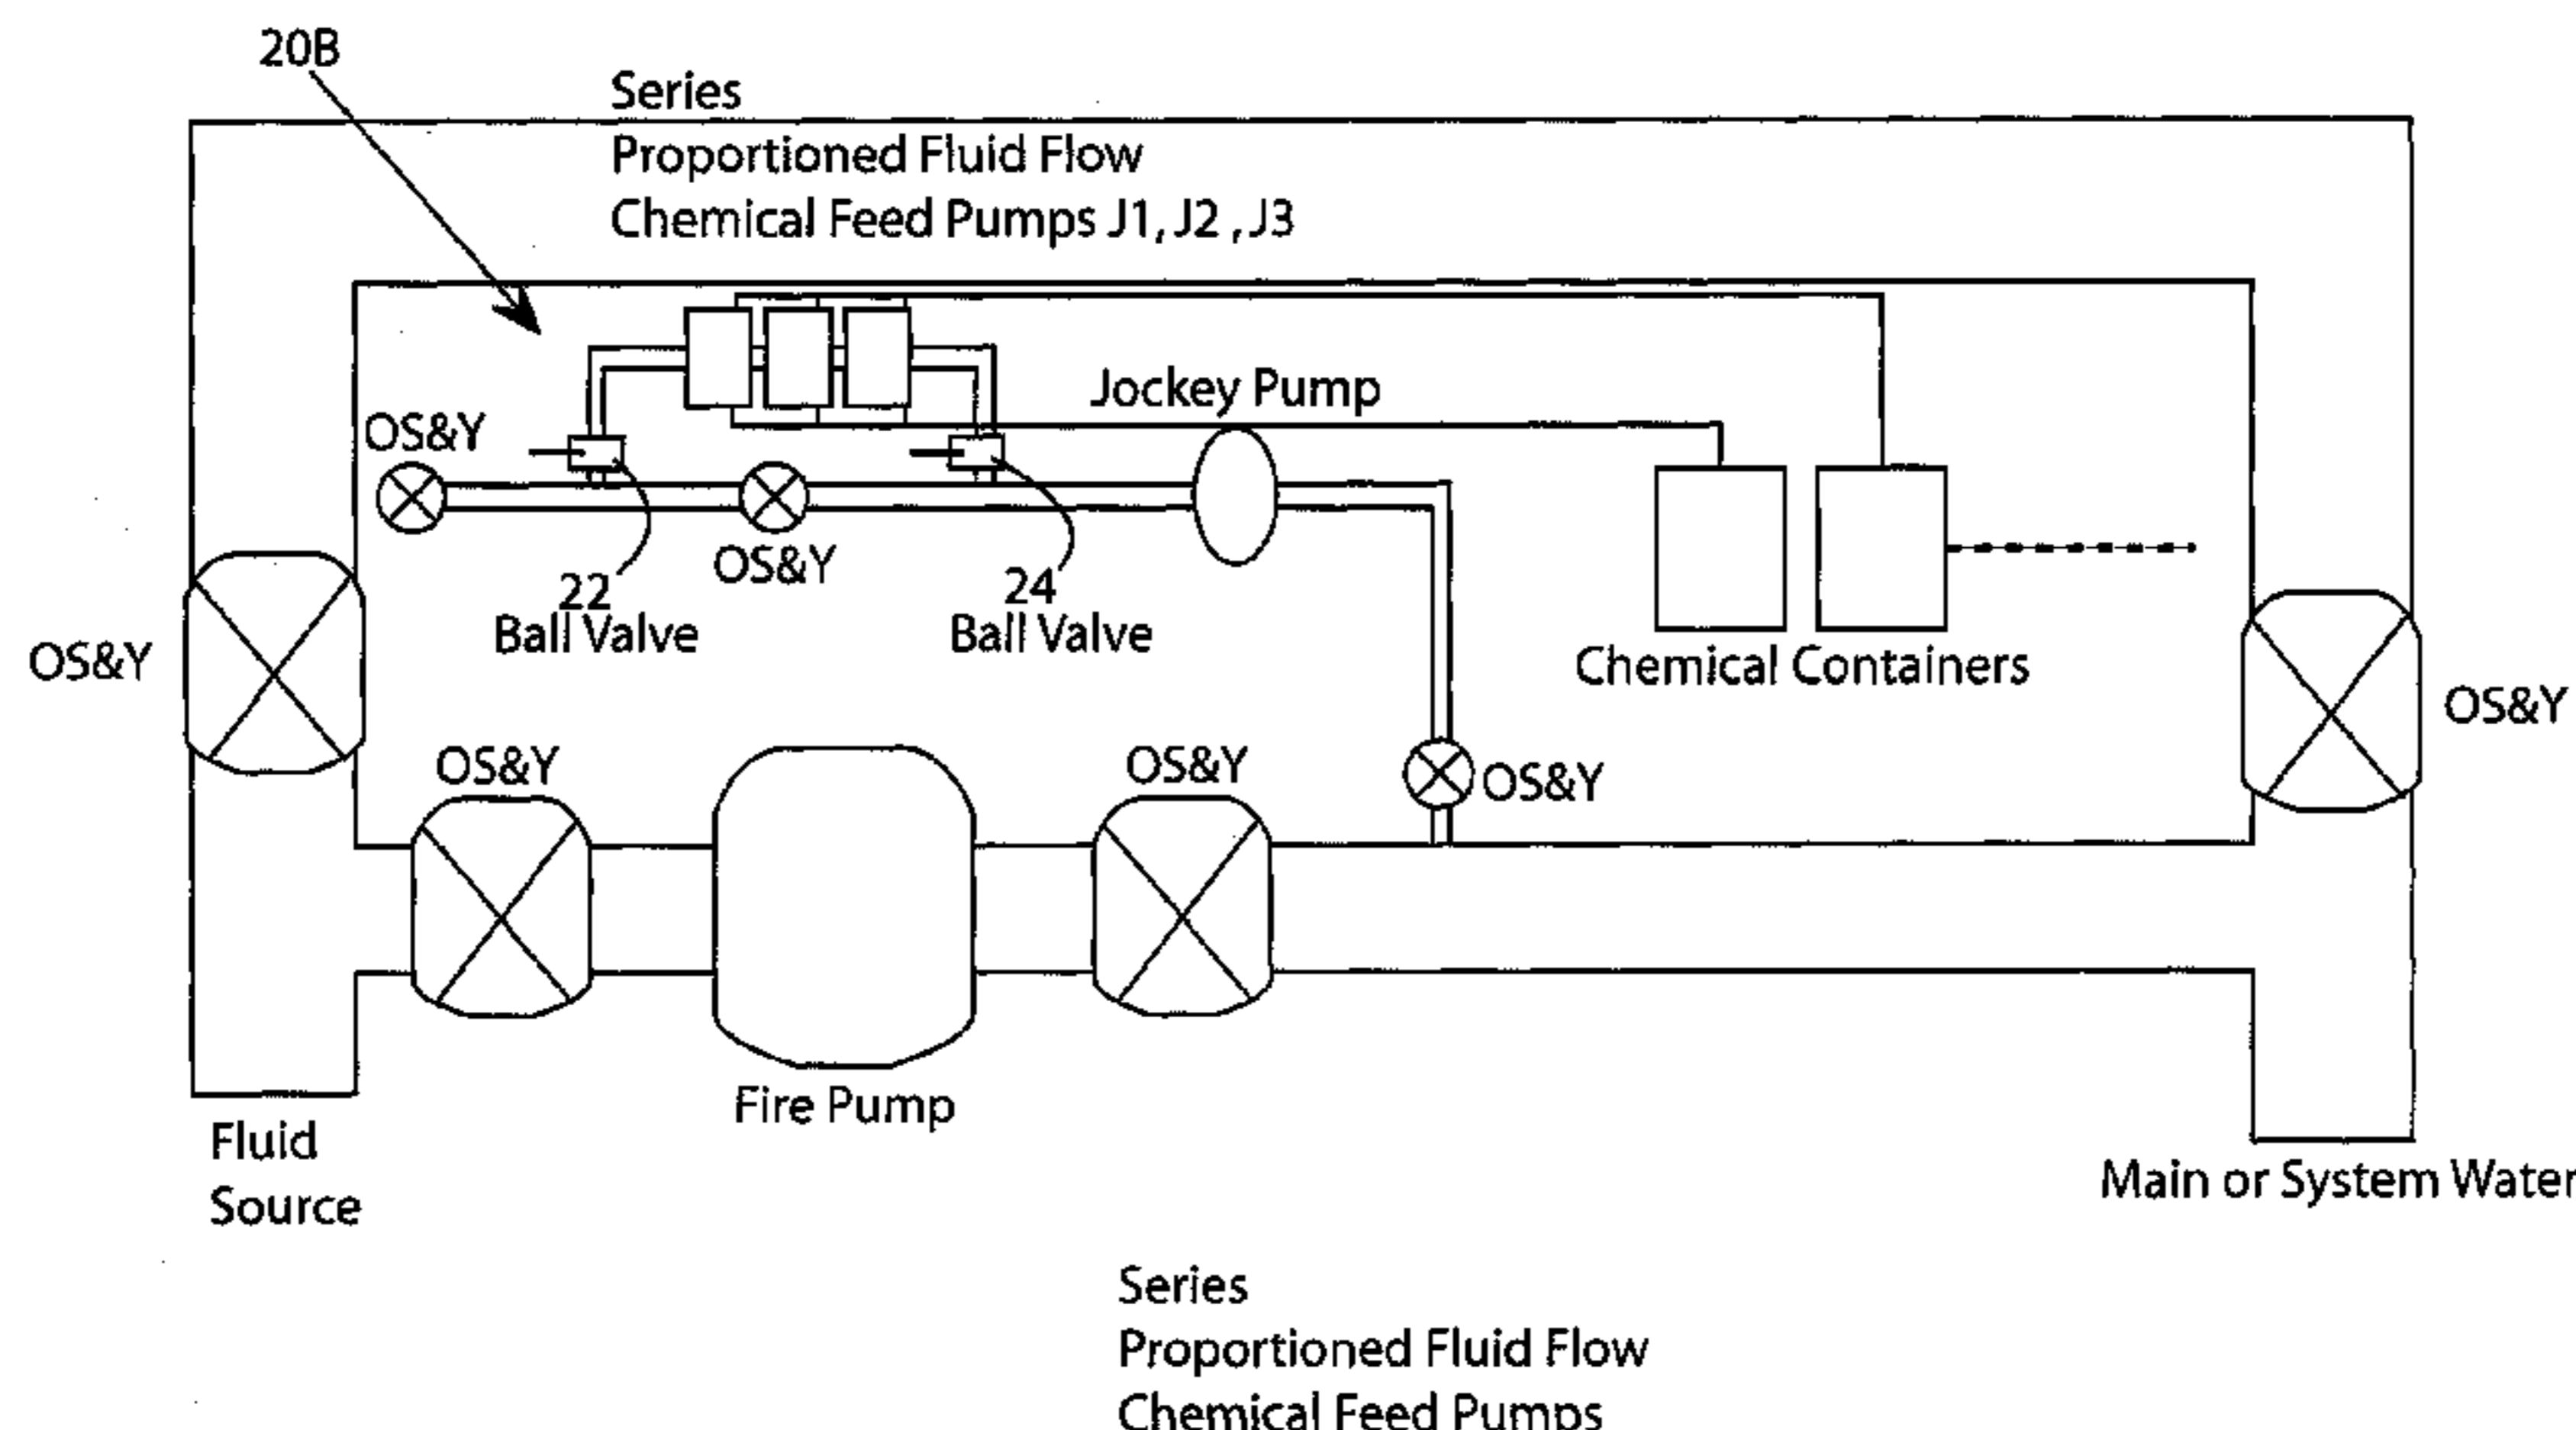 20B
Series
Proportioned Fluid Flow
Chemical Feed Pumps J1, J2 , J3
Jockey Pump
OS&Y
OS&Y
22
Ball Valve
24
Ball Valve
OS&Y
Chemical Containers
OS&Y
OS&Y
OS&Y
OS&Y
Fire Pump
Fluid
Source
Main or System Water
Series
Proportioned Fluid Flow
Chemical Feed Pumps